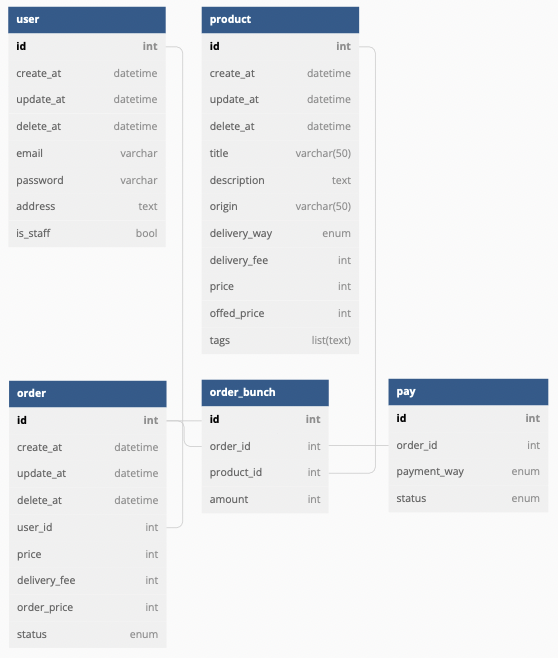 user
id int
create_at datetime
update_at datetime
delete_at datetime
email varchar
password varchar
address text
is_staff bool
product
id int
create_at datetime
update_at datetime
delete_at datetime
title varchar(50)
description text
origin varchar(50)
delivery_way enum
delivery_fee int
price int
offed_price int
tags list(text)
order
id int
create_at datetime
update_at datetime
delete_at datetime
user_id int
price int
delivery_fee int
order_price int
status enum
order_bunch
id int
order_id int
product_id int
amount int
pay
id int
order_id int
payment_way enum
status enum